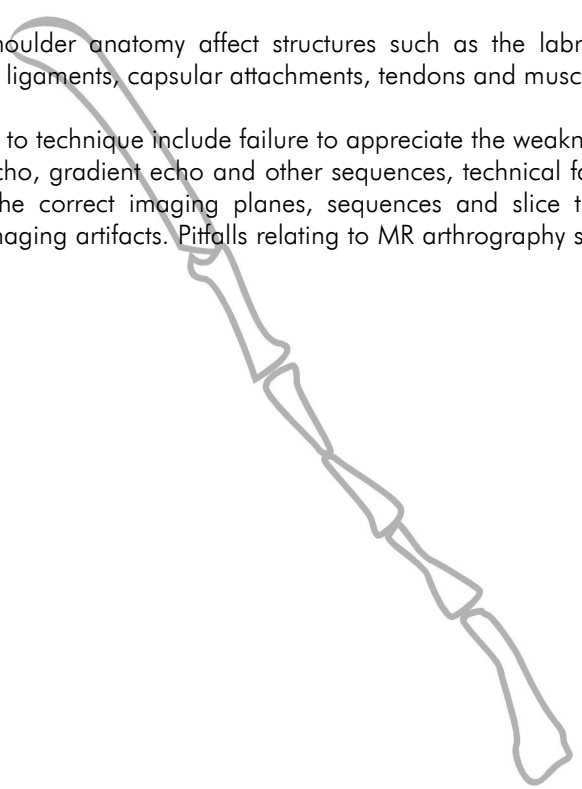 houlder anatomy affect structures such as the labr
ligaments, capsular attachments, tendons and musc
to technique include failure to appreciate the weakn
cho, gradient echo and other sequences, technical fa
he correct imaging planes, sequences and slice t
naging artifacts. Pitfalls relating to MR arthrography s